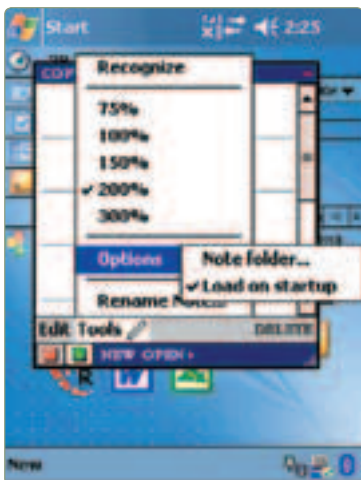 Start 2:25
Recognize
75%
100%
150%
200%
300%
Options
Note folder...
Load on startup
Rename
Edit Tools DELETE
NEW OPEN
New